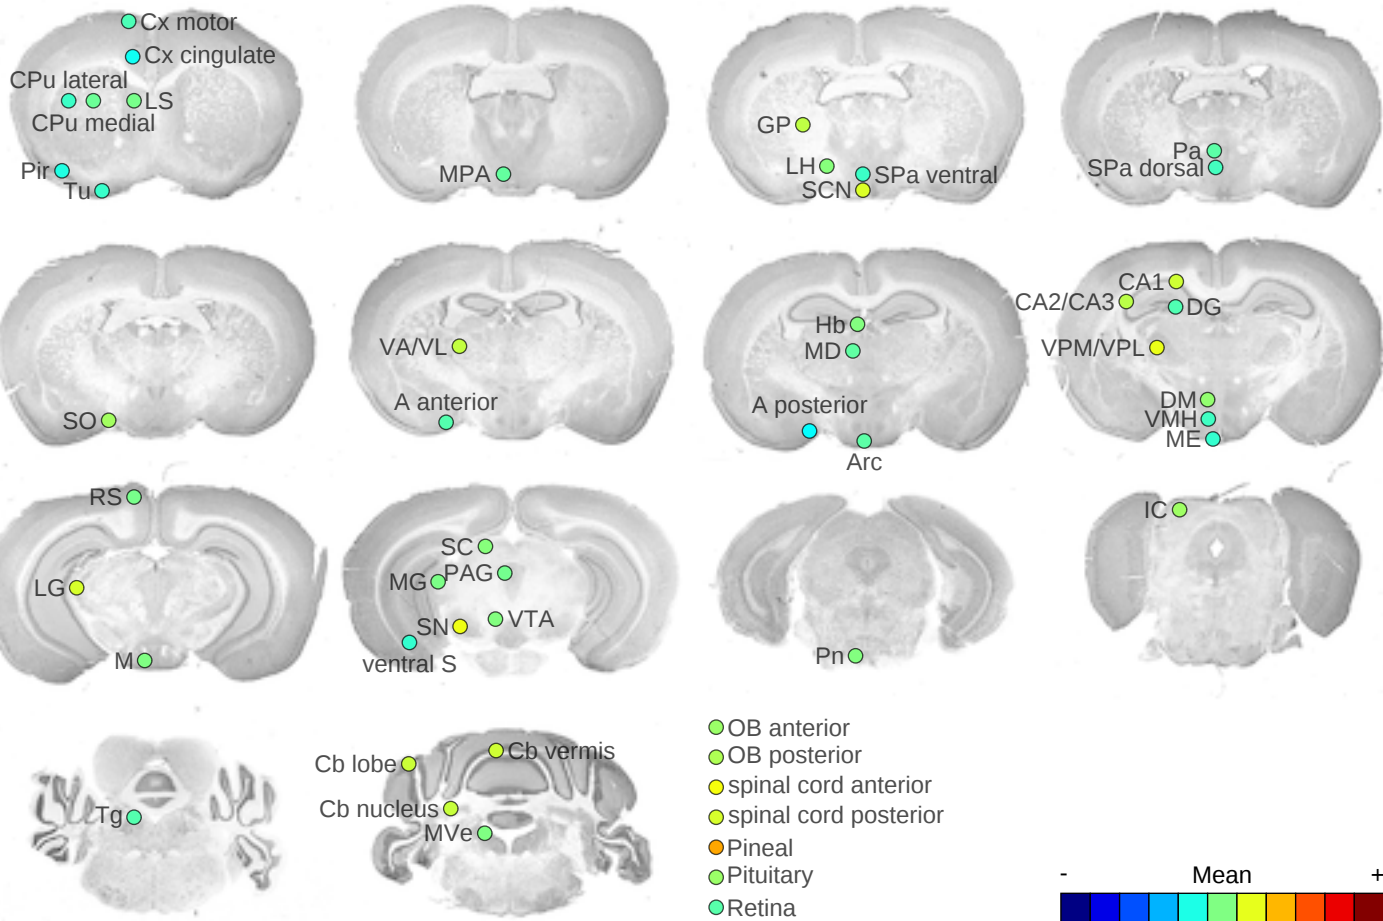 Cx motor
Cx cingulate
CPu lateral
LS
CPu medial
Pir
Tu
MPA
GP
LH
SPa ventral
SCN
Pa
SPa dorsal
SO
VA/VL
A anterior
Hb
MD
A posterior
Arc
CA1
CA2/CA3
DG
VPM/VPL
DM
VMH
ME
RS
LG
M
SC
PAG
MG
VTA
SN
ventral S
Pn
IC
Tg
Cb vermis
Cb lobe
Cb nucleus
MVe
OB anterior
OB posterior
spinal cord anterior
spinal cord posterior
Pineal
Pituitary
Retina
- Mean +